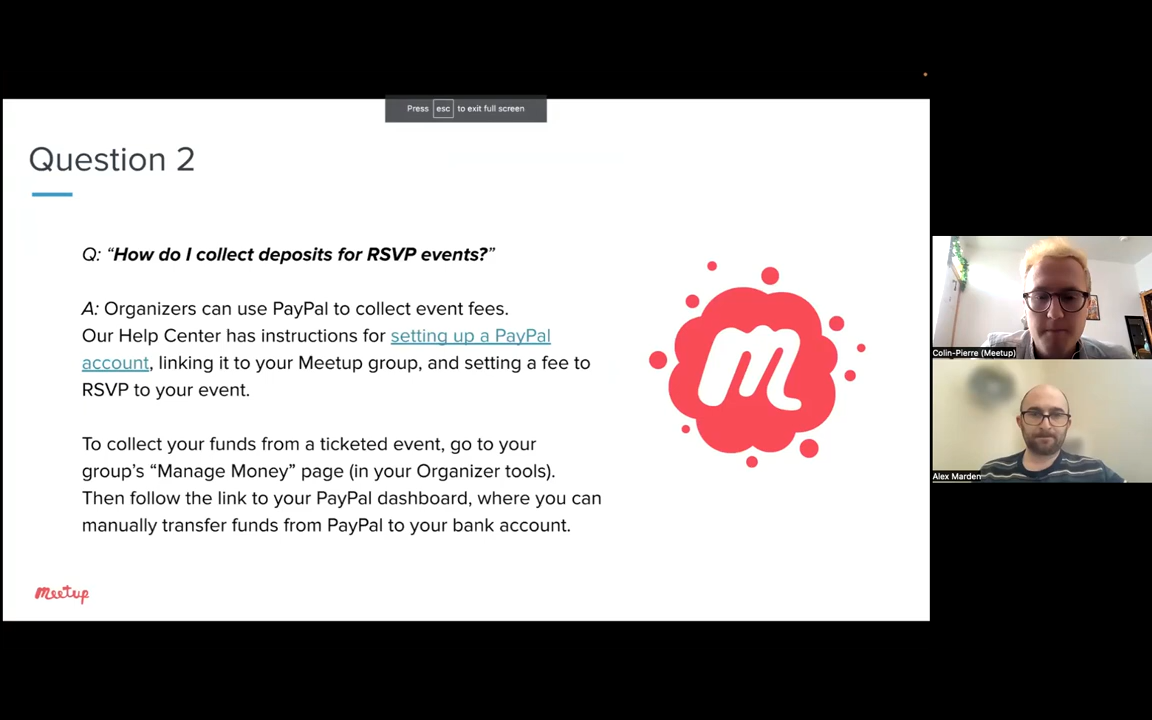 Press esc to exit full screen
Question 2
Q: “How do I collect deposits for RSVP events?”
A: Organizers can use PayPal to collect event fees.
Our Help Center has instructions for setting up a PayPal
account, linking it to your Meetup group, and setting a fee to
RSVP to your event.
To collect your funds from a ticketed event, go to your
group’s “Manage Money” page (in your Organizer tools).
Then follow the link to your PayPal dashboard, where you can
manually transfer funds from PayPal to your bank account.
m
meetup
Colin-Pierre (Meetup)
Alex Marden